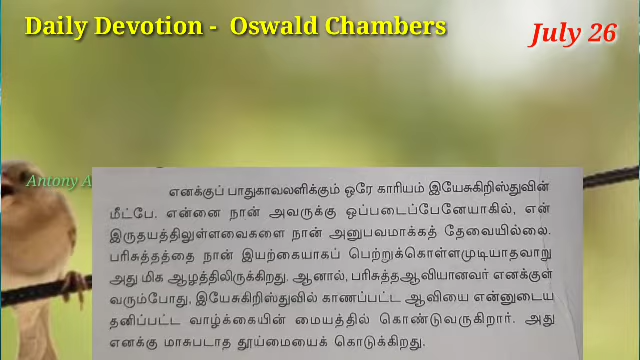 Daily Devotion - Oswald Chambers
July 26
Antony A
எனக்குப் பாதுகாவலளிக்கும் ஒரே காரியம் இயேசுகிறிஸ்துவின்
மீட்பே. என்னை நான் அவருக்கு ஒப்படைப்பேனேயாகில், என்
இருதயத்திலுள்ளவைகளை நான் அனுபவமாக்கத் தேவையில்லை.
பரிசுத்தத்தை நான் இயற்கையாகப் பெற்றுக்கொள்ளமுடியாதவாறு
அது மிக ஆழத்திலிருக்கிறது. ஆனால், பரிசுத்தஆவியானவர் எனக்குள்
வரும்போது, இயேசுகிறிஸ்துவில் காணப்பட்ட ஆவியை என்னுடைய
தனிப்பட்ட வாழ்க்கையின் மையத்தில் கொண்டுவருகிறார். அது
எனக்கு மாசுபடாத தூய்மையைக் கொடுக்கிறது.